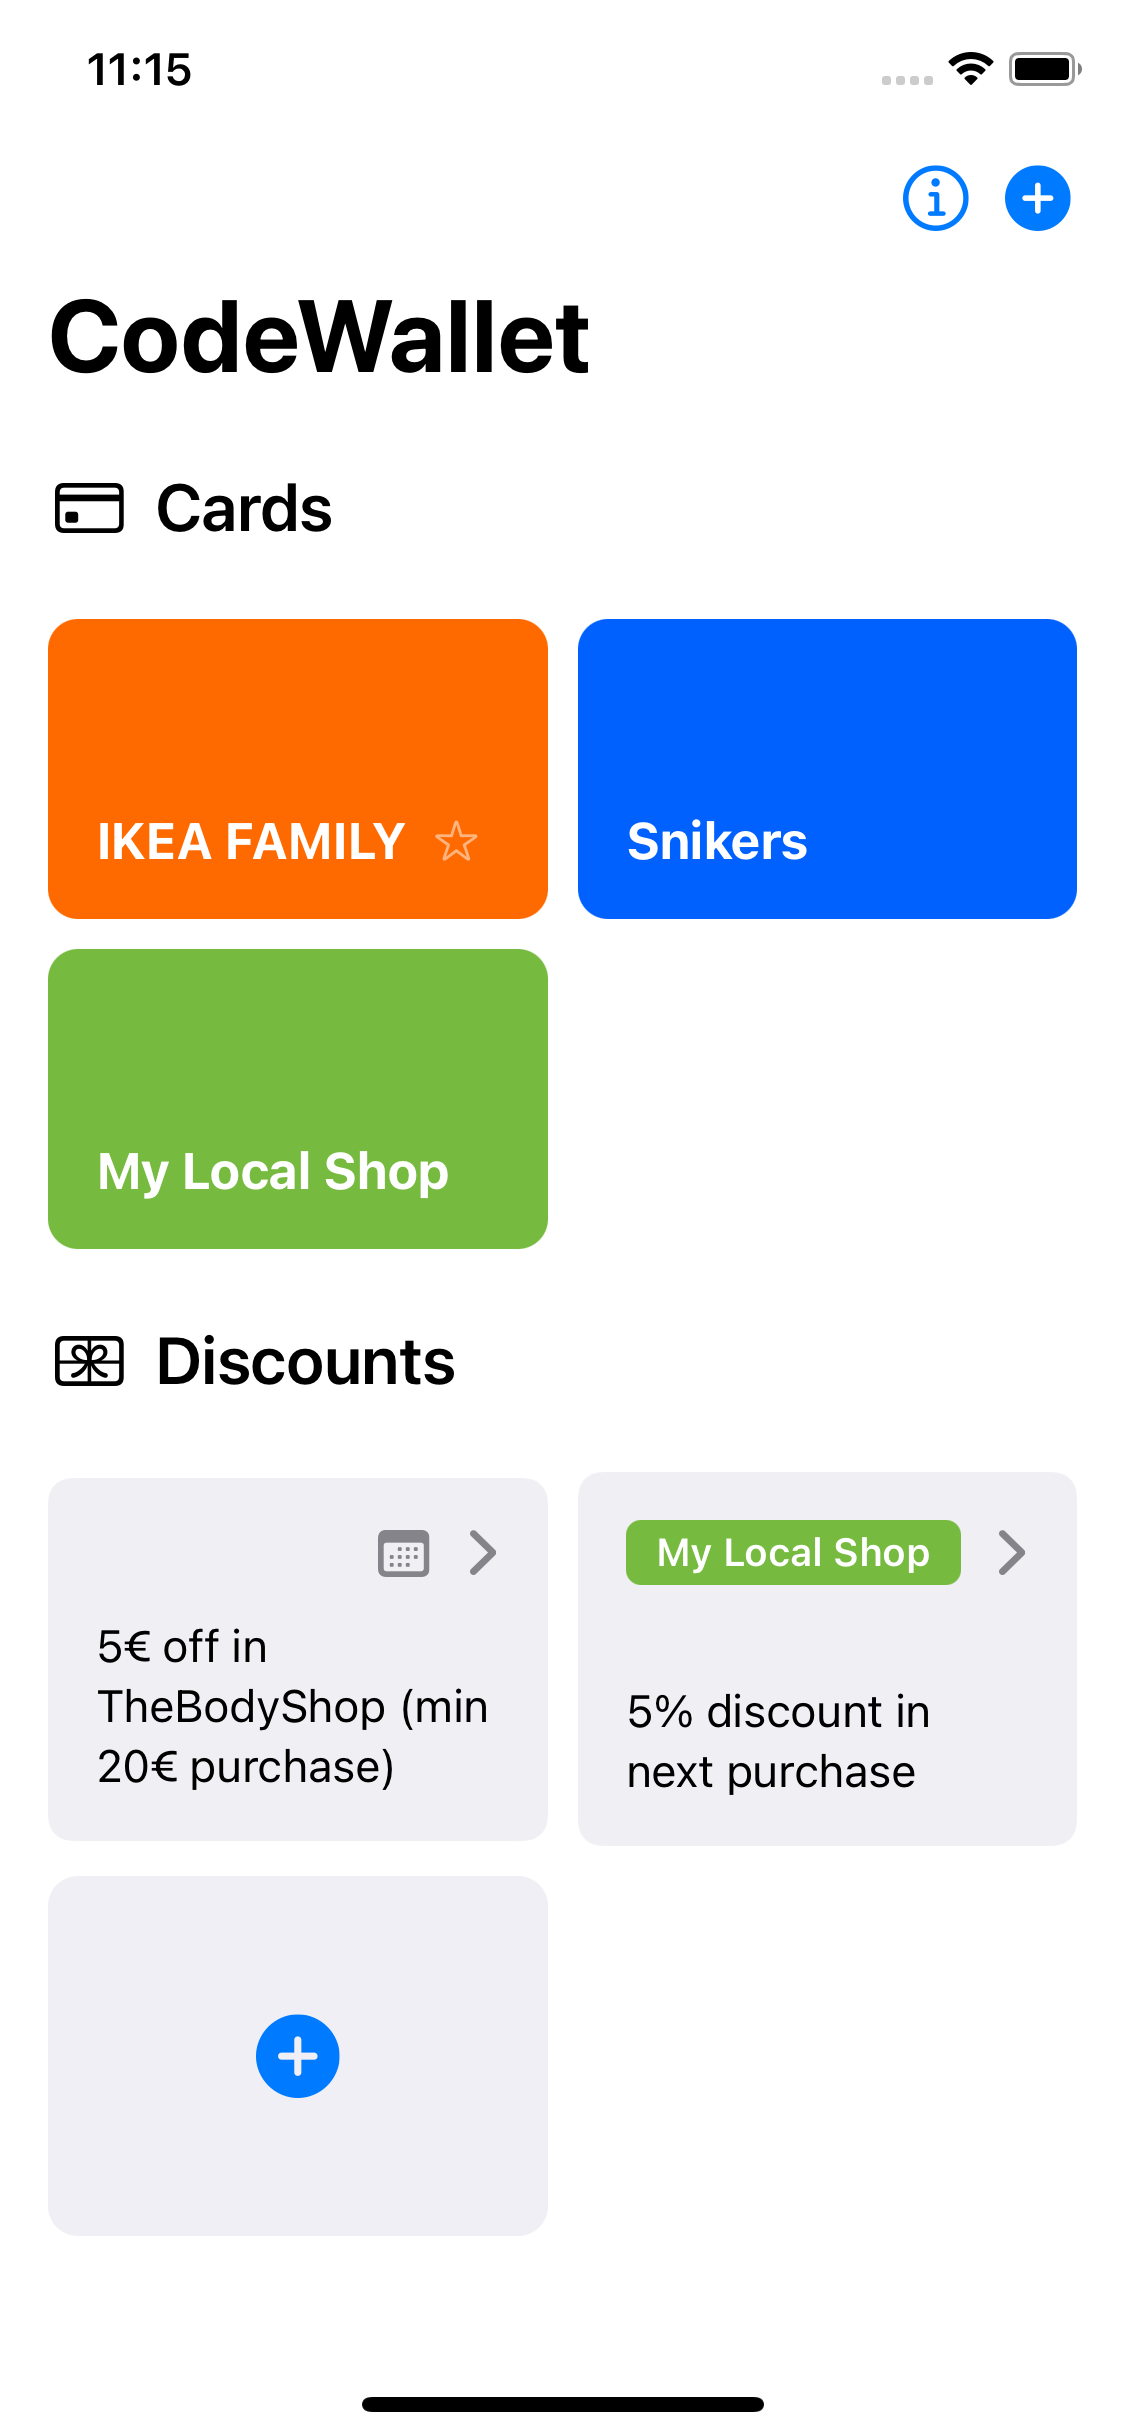 11:15
CodeWallet
Cards
IKEA FAMILY
Snikers
My Local Shop
Discounts
5€ off in
TheBodyShop (min
20€ purchase)
My Local Shop
5% discount in
next purchase